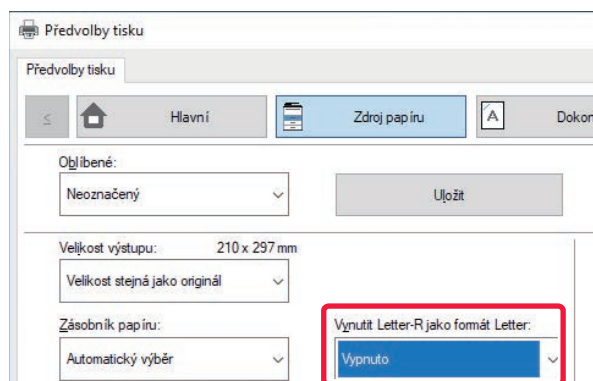 Předvolby tisku
Předvolby tisku
< Hlavní Zdroj papíru A Dokon
Oblíbené:
Neoznačený Uložit
Velikost výstupu: 210 x 297 mm
Velikost stejná jako originál
Zásobník papíru: Vynutit Letter-R jako formát Letter:
Automatický výběr Vypnuto